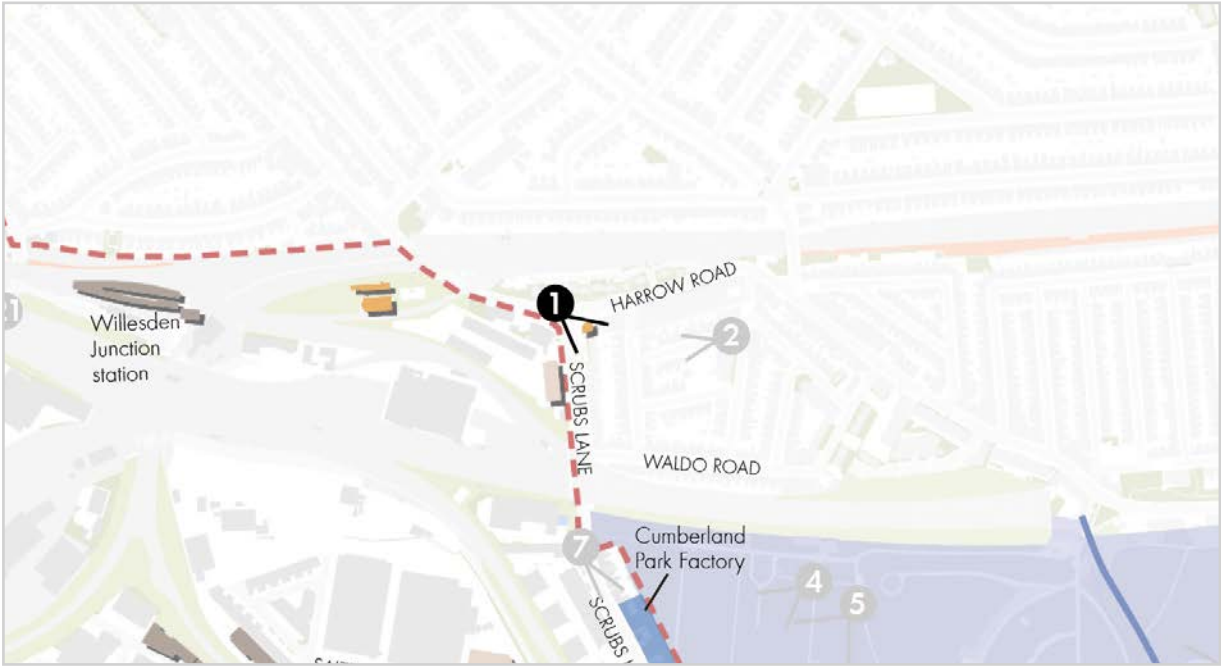 HARROW ROAD
1
2
Willesden
Junction
station
SCRUBS LANE
WALDO ROAD
7
Cumberland
Park Factory
4
5
SCRUBS